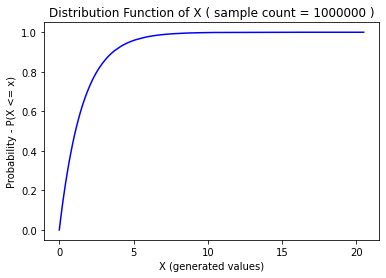 Distribution Function of X ( sample count = 1000000 )
1.0
0.8
0.6
0.4
0.2
0.0
Probability - P(X <= x)
0 5 10 15 20
X (generated values)